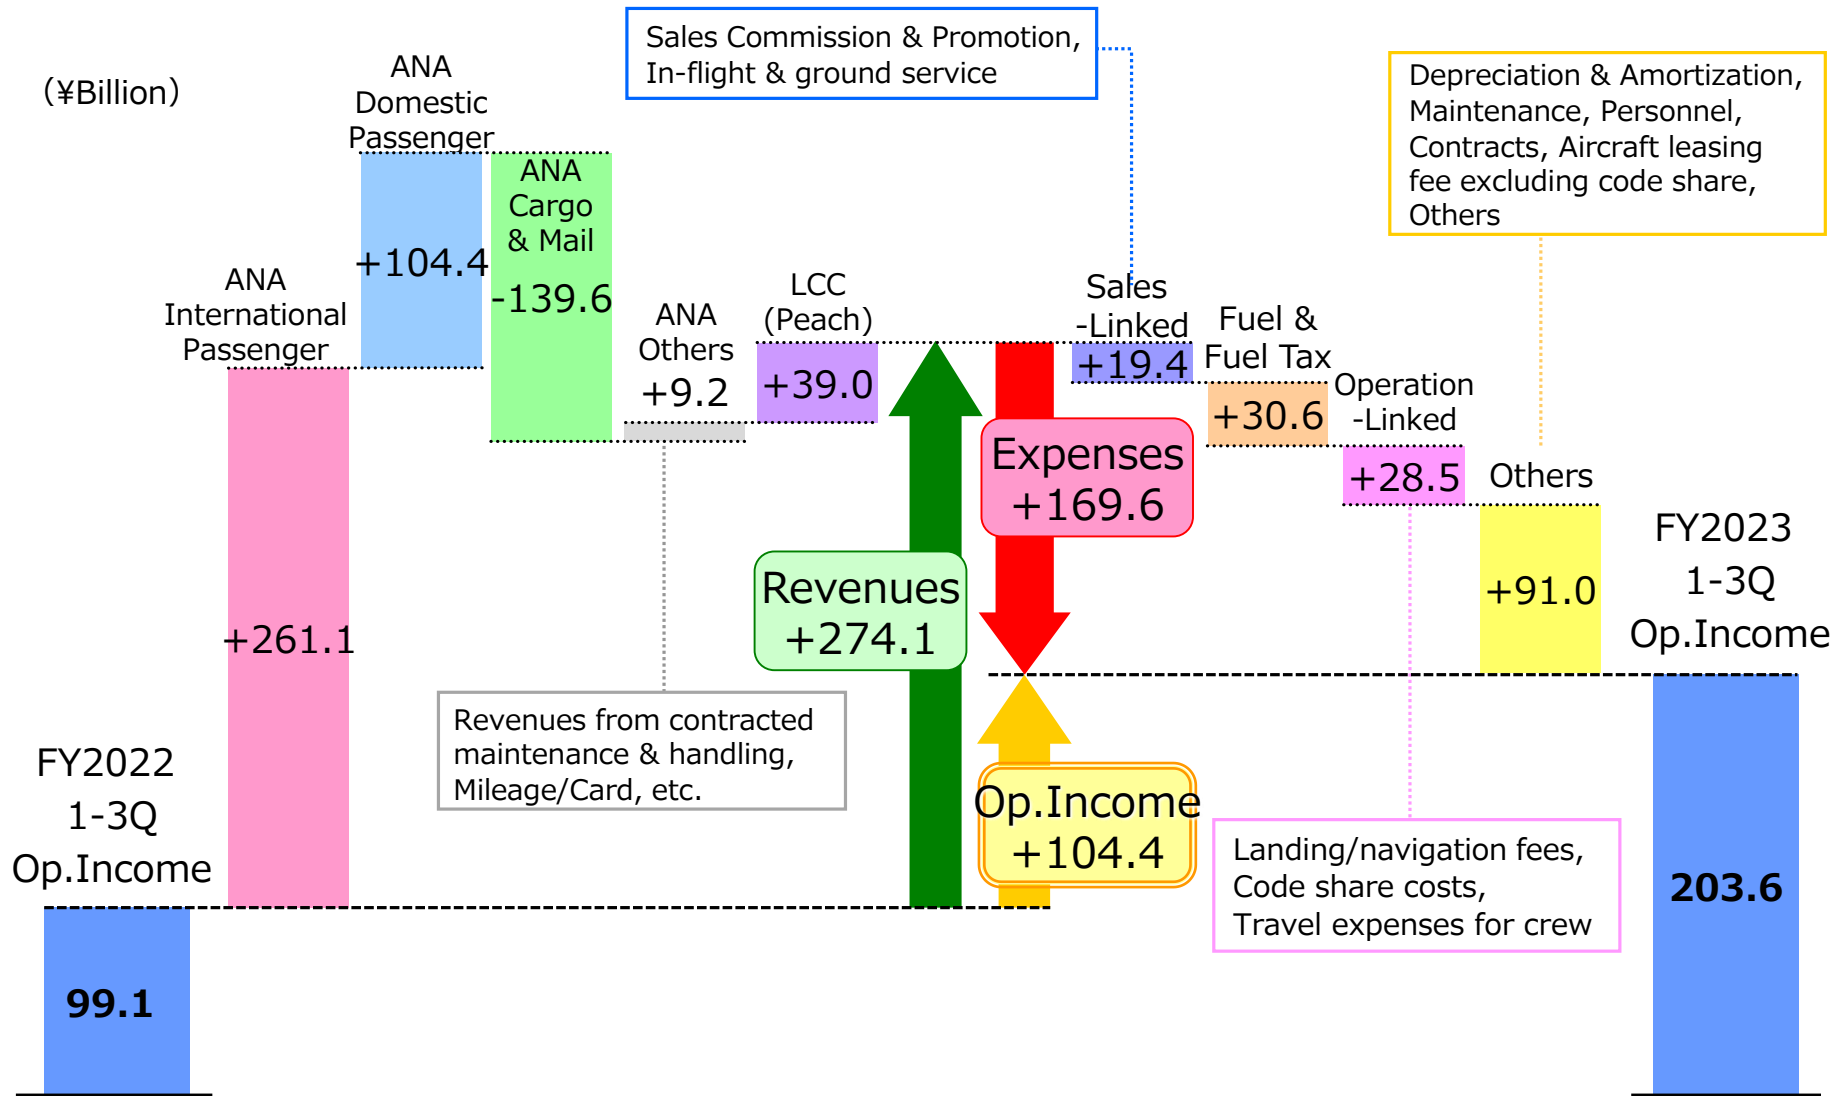 (¥Billion)
ANA
Domestic
Passenger
+104.4
ANA
Cargo
& Mail
-139.6
ANA
International
Passenger
+261.1
ANA
Others
+9.2
LCC
(Peach)
+39.0
Sales Commission & Promotion,
In-flight & ground service
Depreciation & Amortization,
Maintenance, Personnel,
Contracts, Aircraft leasing
fee excluding code share,
Others
Sales
-Linked
+19.4
Fuel &
Fuel Tax
+30.6
Operation
-Linked
+28.5
Others
+91.0
Expenses
+169.6
Revenues
+274.1
Op.Income
+104.4
Revenues from contracted
maintenance & handling,
Mileage/Card, etc.
Landing/navigation fees,
Code share costs,
Travel expenses for crew
FY2022
1-3Q
Op.Income
99.1
FY2023
1-3Q
Op.Income
203.6